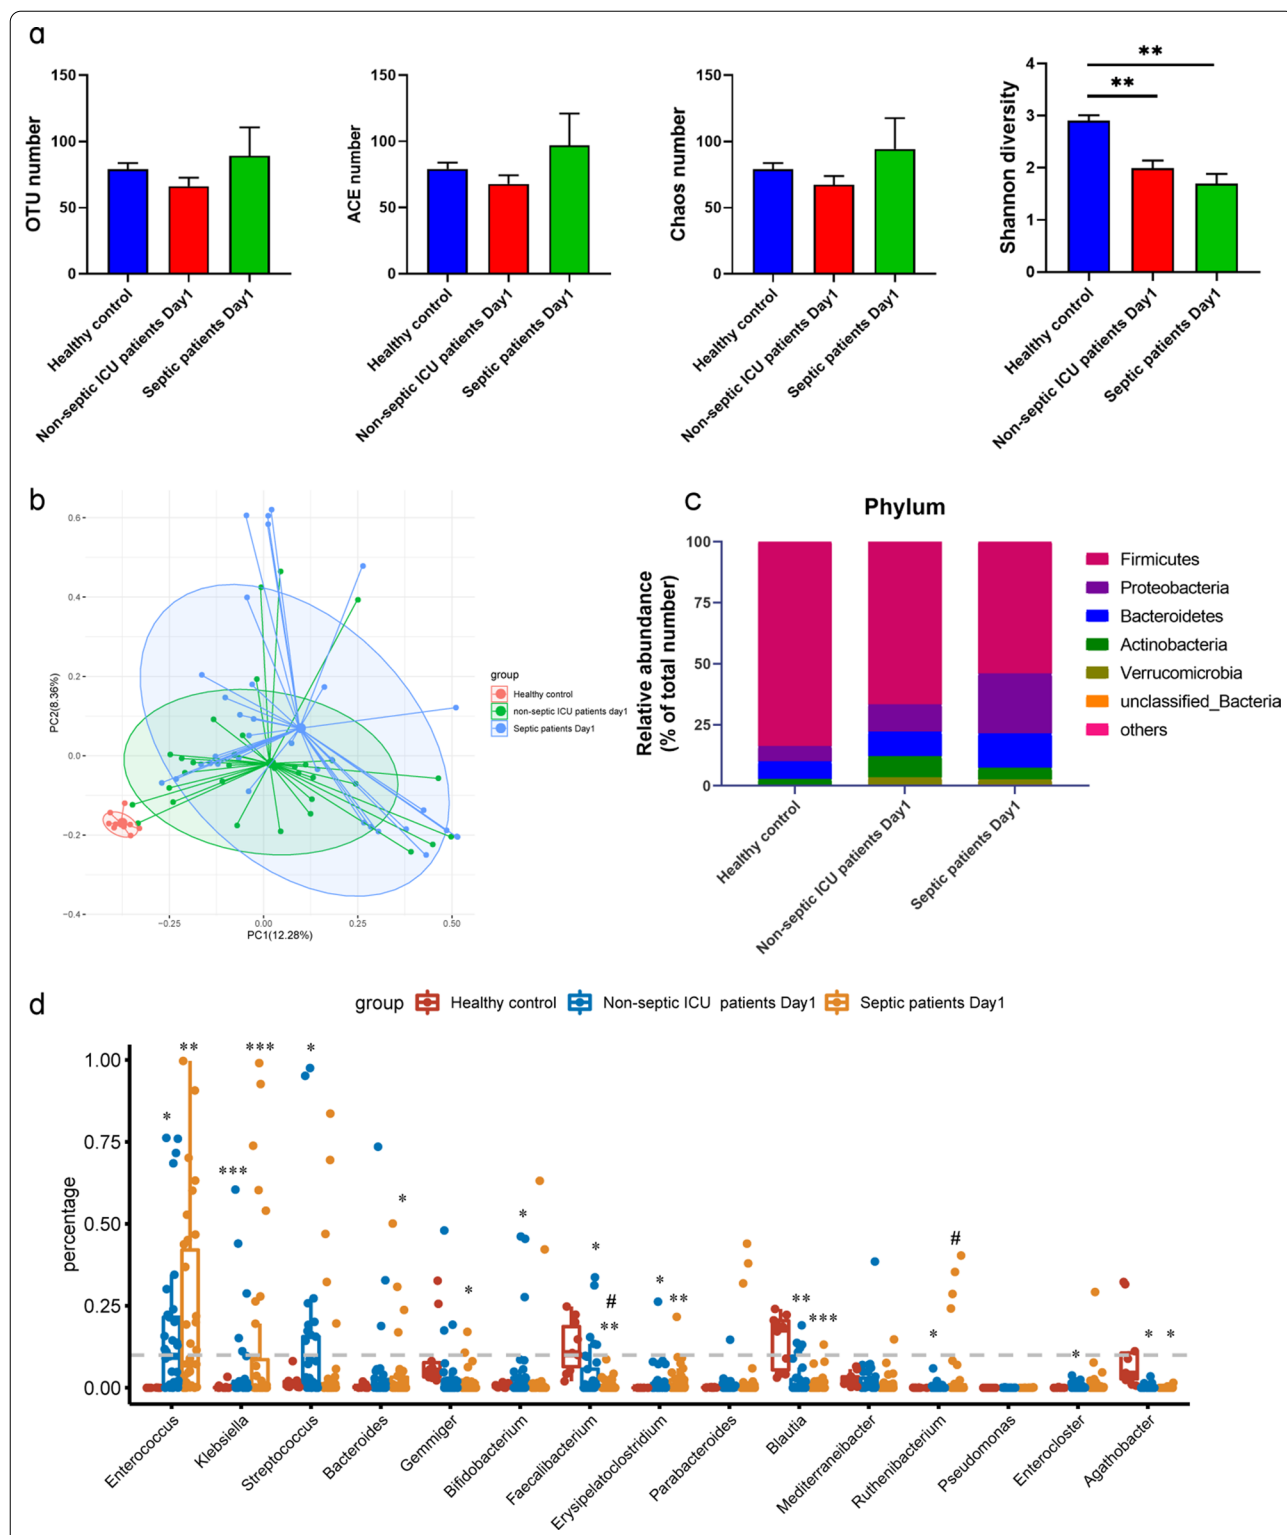 a
OTU number
150
100
50
0
Healthy control
Non-septic ICU patients Day1
Septic patients Day1
ACE number
150
100
50
0
Healthy control
Non-septic ICU patients Day1
Septic patients Day1
Chaos number
150
100
50
0
Healthy control
Non-septic ICU patients Day1
Septic patients Day1
Shannon diversity
4
3
2
1
0
**
**
Healthy control
Non-septic ICU patients Day1
Septic patients Day1
b
PC2(8.36%)
0.6
0.4
0.2
0.0
−0.2
−0.4
−0.25
0.00
0.25
0.50
PC1(12.28%)
group
Healthy control
non-septic ICU patients day1
Septic patients Day1
c
Phylum
Relative abundance
(% of total number)
100
75
50
25
0
Healthy control
Non-septic ICU patients Day1
Septic patients Day1
Firmicutes
Proteobacteria
Bacteroidetes
Actinobacteria
Verrucomicrobia
unclassified_Bacteria
others
d
group
Healthy control
Non-septic ICU patients Day1
Septic patients Day1
percentage
1.00
0.75
0.50
0.25
0.00
*
**
***
***
*
*
*
*
*
#
**
*
**
**
***
*
#
*
*
*
Enterococcus
Klebsiella
Streptococcus
Bacteroides
Gemmiger
Bifidobacterium
Faecalibacterium
Erysipelatoclostridium
Parabacteroides
Blautia
Mediterraneibacter
Ruthenibacterium
Pseudomonas
Enterocloster
Agathobacter